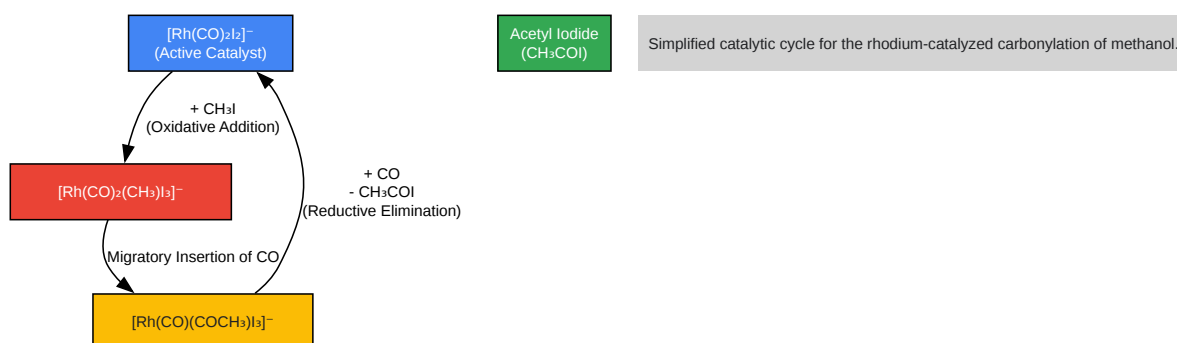 [Rh(CO)₂I₂]⁻
(Active Catalyst)
Acetyl Iodide
(CH₃COI)
Simplified catalytic cycle for the rhodium-catalyzed carbonylation of methanol.
+ CH₃I
(Oxidative Addition)
[Rh(CO)₂(CH₃)I₃]⁻
+ CO
- CH₃COI
(Reductive Elimination)
Migratory Insertion of CO
[Rh(CO)(COCH₃)I₃]⁻